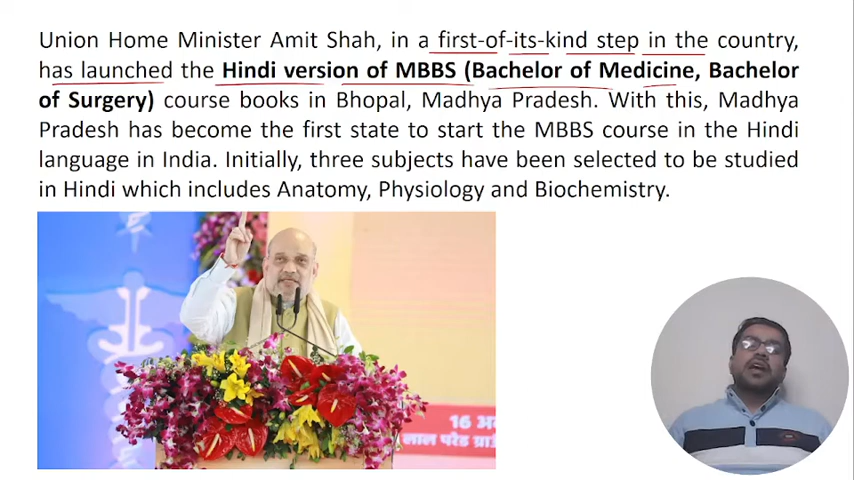 Union Home Minister Amit Shah, in a first-of-its-kind step in the country,
has launched the Hindi version of MBBS (Bachelor of Medicine, Bachelor
of Surgery) course books in Bhopal, Madhya Pradesh. With this, Madhya
Pradesh has become the first state to start the MBBS course in the Hindi
language in India. Initially, three subjects have been selected to be studied
in Hindi which includes Anatomy, Physiology and Biochemistry.
16
लाल परेड